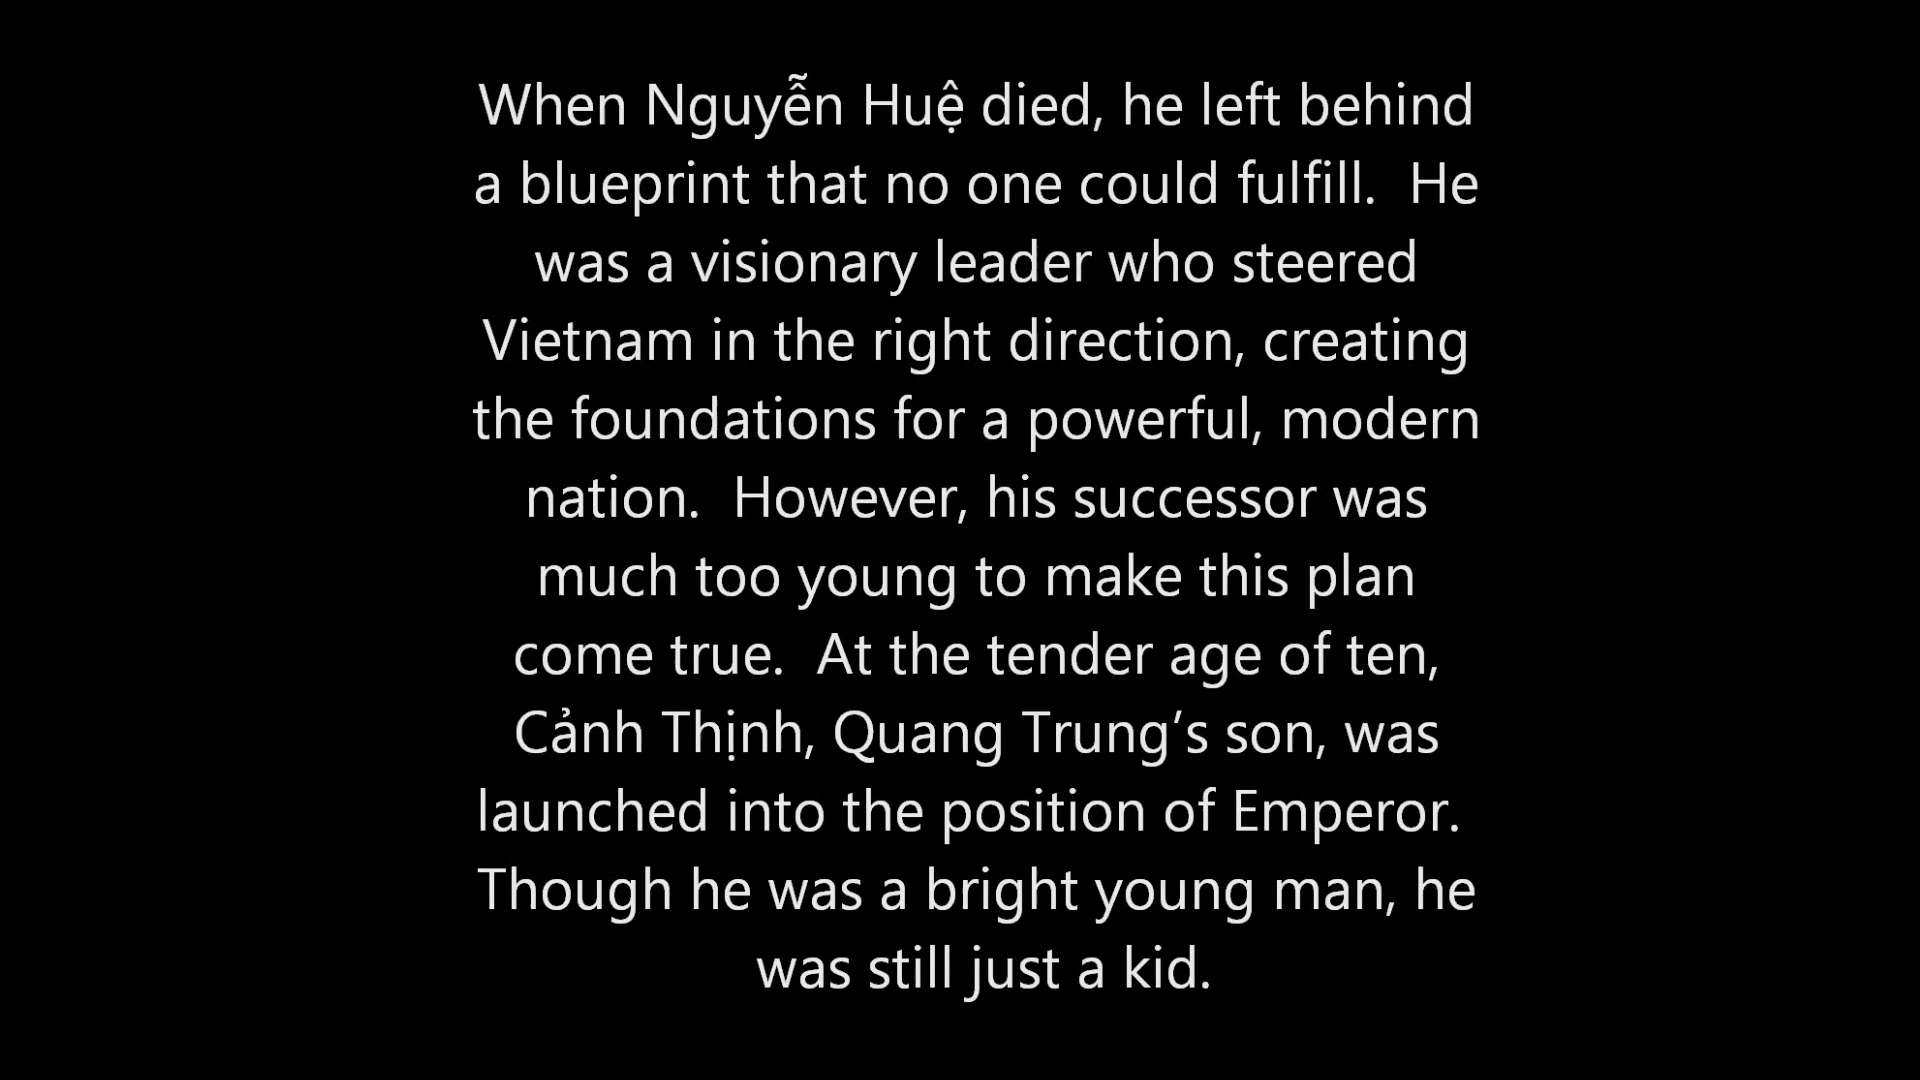 When Nguyễn Huệ died, he left behind
a blueprint that no one could fulfill.  He
was a visionary leader who steered
Vietnam in the right direction, creating
the foundations for a powerful, modern
nation.  However, his successor was
much too young to make this plan
come true.  At the tender age of ten,
Cảnh Thịnh, Quang Trung’s son, was
launched into the position of Emperor.
Though he was a bright young man, he
was still just a kid.